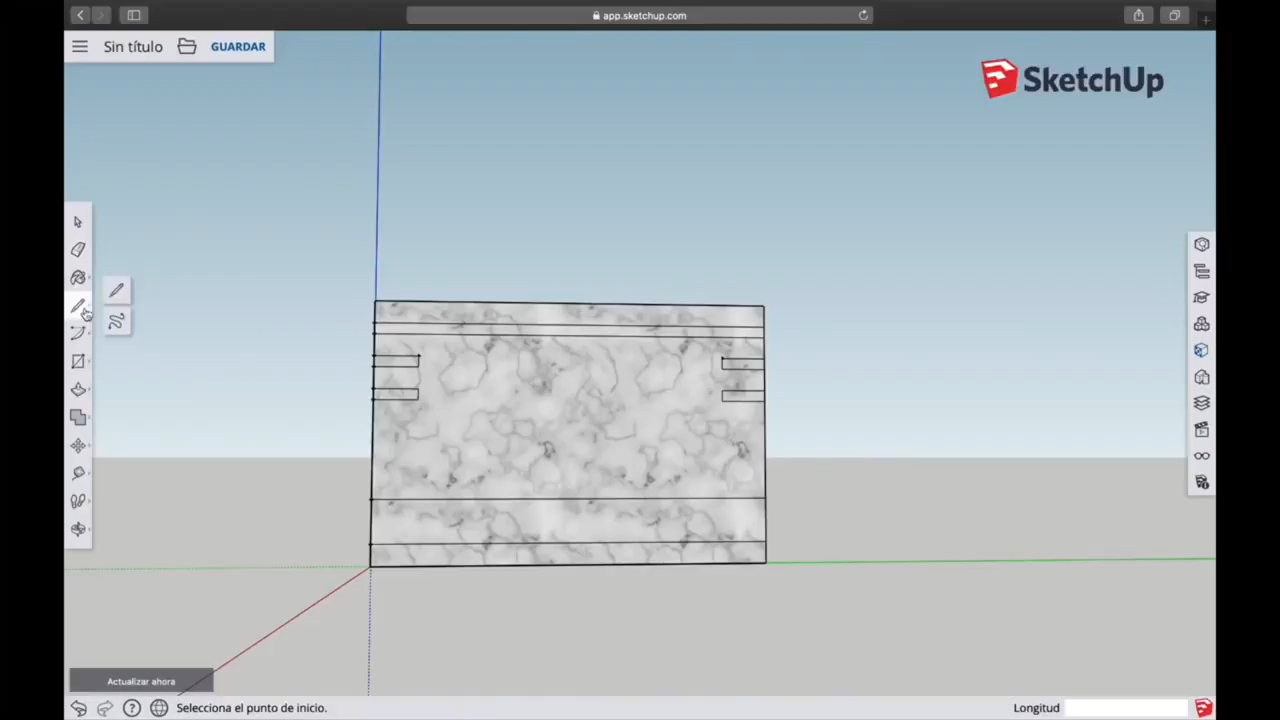 app.sketchup.com
Sin título GUARDAR
SketchUp
Actualizar ahora
Selecciona el punto de inicio.
Longitud